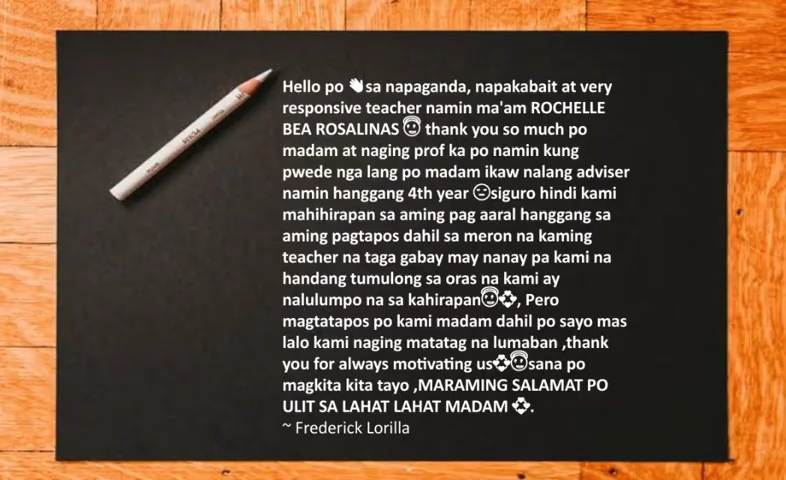 Hello po 👋sa napaganda, napakabait at very
responsive teacher namin ma'am ROCHELLE
BEA ROSALINAS 😇 thank you so much po
madam at naging prof ka po namin kung
pwede nga lang po madam ikaw nalang adviser
namin hanggang 4th year 😔siguro hindi kami
mahihirapan sa aming pag aaral hanggang sa
aming pagtapos dahil sa meron na kaming
teacher na taga gabay may nanay pa kami na
handang tumulong sa oras na kami ay
nalulumpo na sa kahirapan😇💠, Pero
magtatapos po kami madam dahil po sayo mas
lalo kami naging matatag na lumaban ,thank
you for always motivating us💠😇sana po
magkita kita tayo ,MARAMING SALAMAT PO
ULIT SA LAHAT LAHAT MADAM 💠.
~ Frederick Lorilla